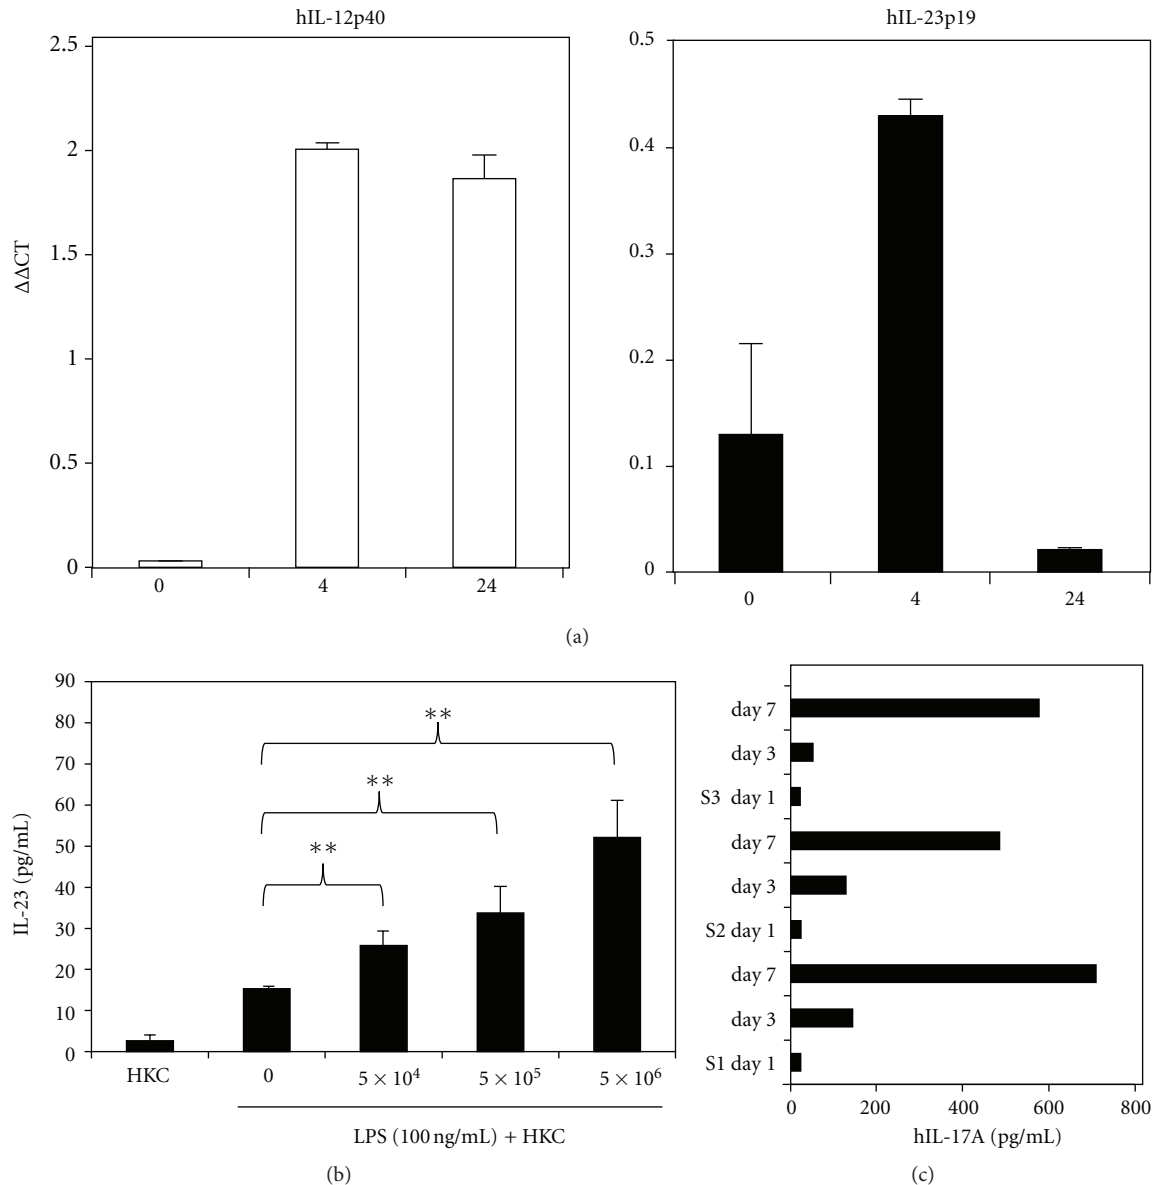 hIL-12p40
2.5
2
1.5
1
0.5
0
ΔΔCT
0 4 24
hIL-23p19
0.5
0.4
0.3
0.2
0.1
0
0 4 24
(a)
90
80
70
60
50
40
30
20
10
0
IL-23 (pg/mL)
**
**
**
HKC 0 5 × 10⁴ 5 × 10⁵ 5 × 10⁶
LPS (100 ng/mL) + HKC
(b)
day 7
day 3
S3 day 1
day 7
day 3
S2 day 1
day 7
day 3
S1 day 1
0 200 400 600 800
hIL-17A (pg/mL)
(c)